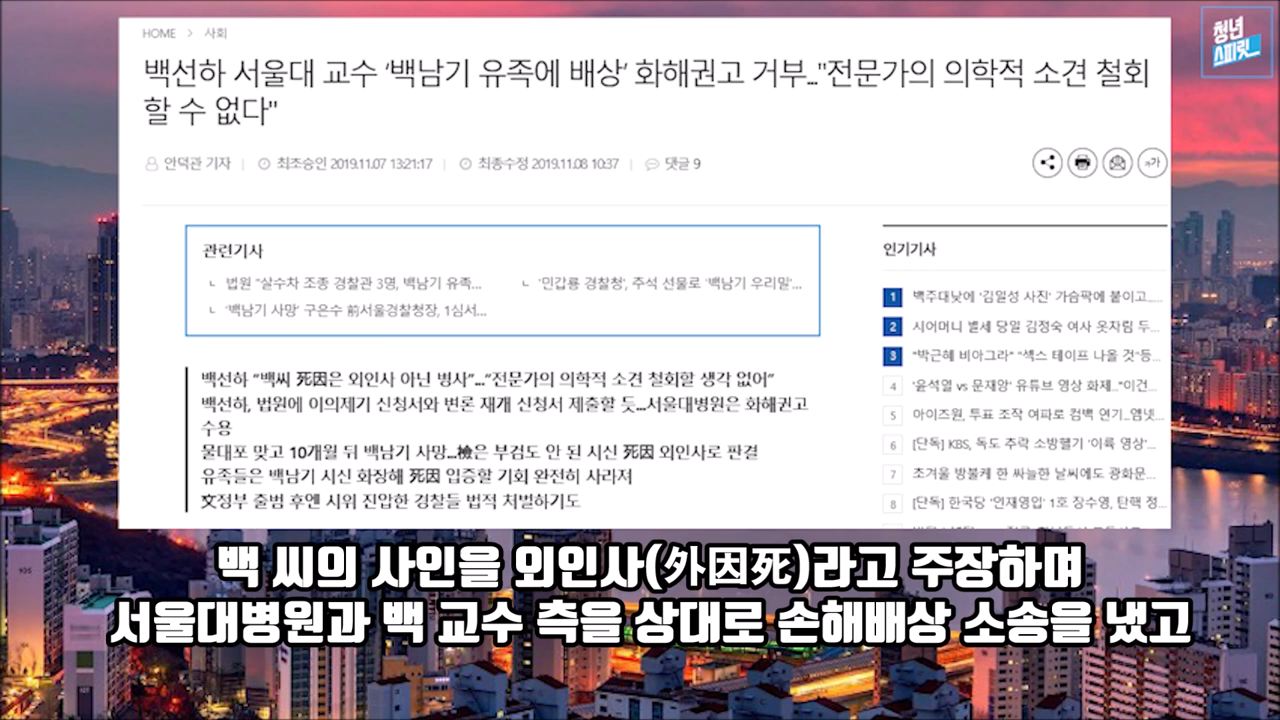 청년
스피릿
HOME > 사회
백선하 서울대 교수 ‘백남기 유족에 배상’ 화해권고 거부..."전문가의 의학적 소견 철회
할 수 없다"
안덕관 기자 | 최초승인 2019.11.07 13:21:17 | 최종수정 2019.11.08 10:37 | 댓글 9
가
관련기사
ㄴ 법원 "살수차 조종 경찰관 3명, 백남기 유족...
ㄴ '민갑룡 경찰청', 추석 선물로 '백남기 우리밀'...
ㄴ '백남기 사망' 구은수 前서울경찰청장, 1심서...
백선하 "백씨 死因은 외인사 아닌 병사"..."전문가의 의학적 소견 철회할 생각 없어"
백선하, 법원에 이의제기 신청서와 변론 재개 신청서 제출할 듯...서울대병원은 화해권고
수용
물대포 맞고 10개월 뒤 백남기 사망...檢은 부검도 안 된 시신 死因 외인사로 판결
유족들은 백남기 시신 화장해 死因 입증할 기회 완전히 사라져
文정부 출범 후엔 시위 진압한 경찰들 법적 처벌하기도
인기기사
1 백주대낮에 '김일성 사진' 가슴팍에 붙이고...
2 시어머니 별세 당일 김정숙 여사 옷차림 두...
3 "박근혜 비아그라" "섹스 테이프 나올 것"등...
4 '윤석열 vs 문재앙' 유튜브 영상 화제..."이건...
5 아이즈원, 투표 조작 여파로 컴백 연기...엠넷...
6 [단독] KBS, 독도 추락 소방헬기 '이륙 영상'...
7 초겨울 방불케 한 싸늘한 날씨에도 광화문...
8 [단독] 한국당 '인재영입' 1호 장수영, 탄핵 정...
백 씨의 사인을 외인사(外因死)라고 주장하며
서울대병원과 백 교수 측을 상대로 손해배상 소송을 냈고